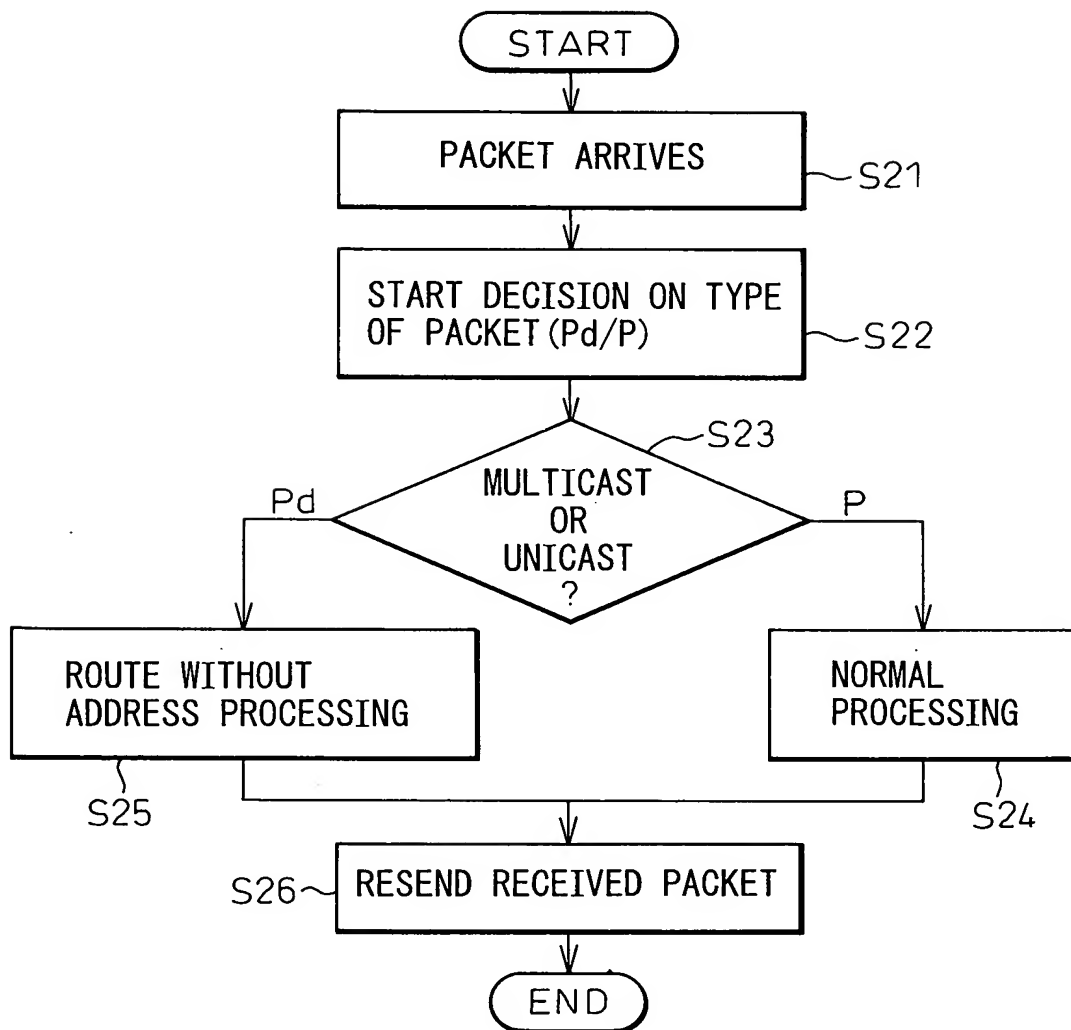 START
PACKET ARRIVES
S21
START DECISION ON TYPE
OF PACKET (Pd/P)
S22
S23
MULTICAST
OR
UNICAST
?
Pd
P
ROUTE WITHOUT
ADDRESS PROCESSING
S25
NORMAL
PROCESSING
S24
S26
RESEND RECEIVED PACKET
END